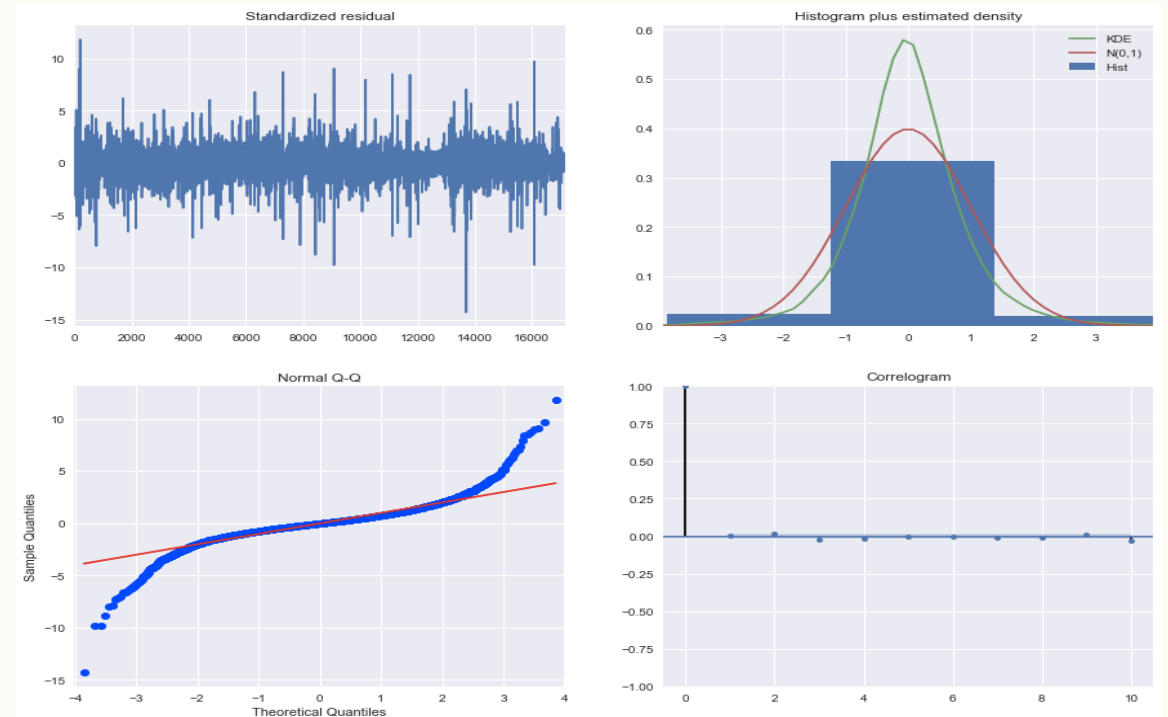 Standardized residual
10
5
0
−5
−10
−15
0 2000 4000 6000 8000 10000 12000 14000 16000
Histogram plus estimated density
0.6
0.5
0.4
0.3
0.2
0.1
0.0
−3 −2 −1 0 1 2 3
KDE
N(0,1)
Hist
Normal Q-Q
Sample Quantiles
10
5
0
−5
−10
−15
−4 −3 −2 −1 0 1 2 3 4
Theoretical Quantiles
Correlogram
1.00
0.75
0.50
0.25
0.00
−0.25
−0.50
−0.75
−1.00
0 2 4 6 8 10